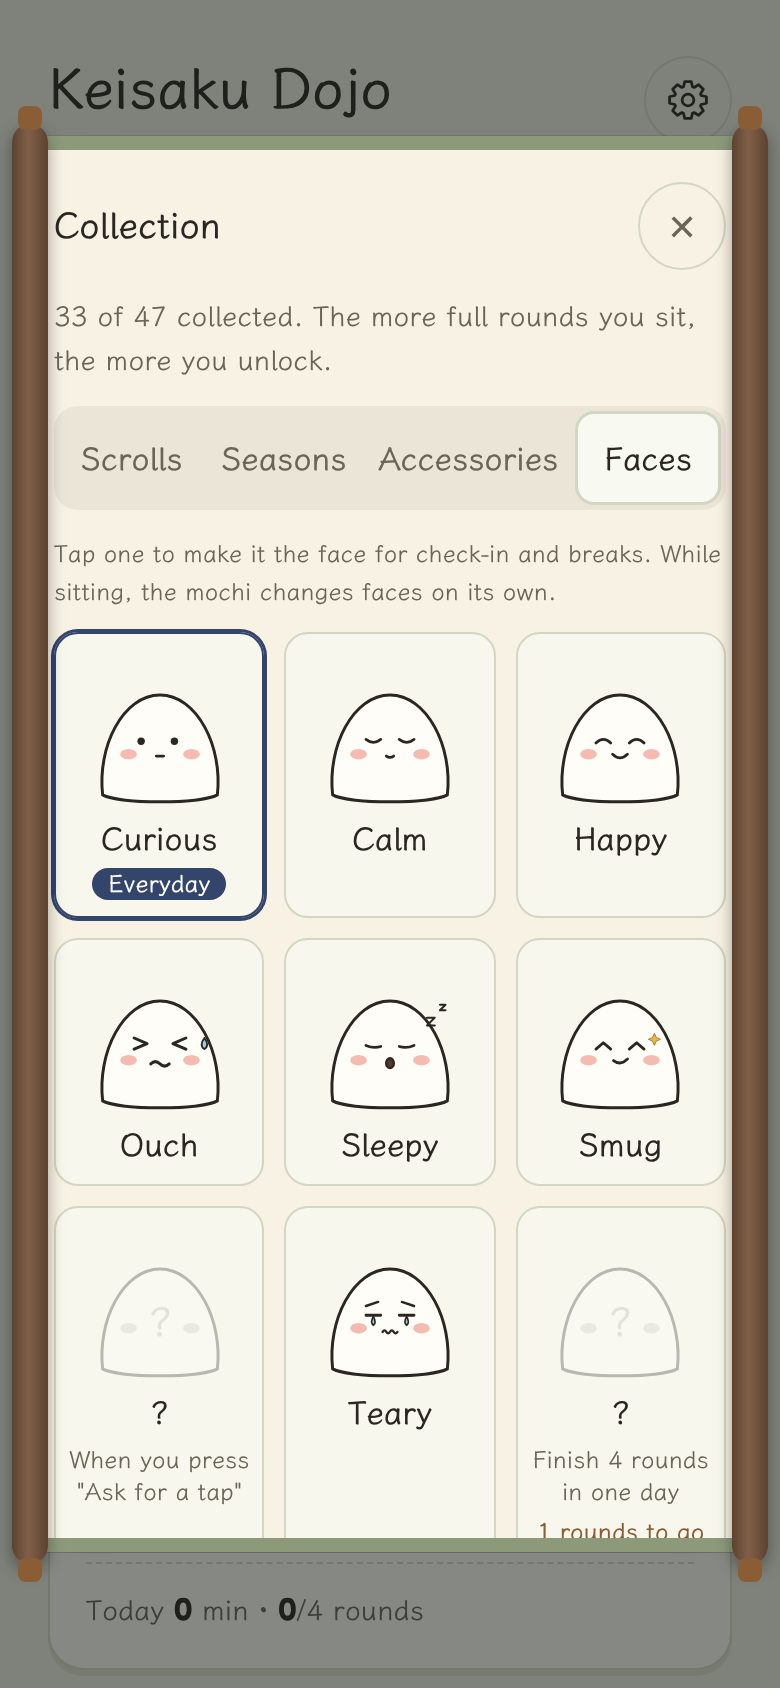 Keisaku Dojo
Collection
33 of 47 collected. The more full rounds you sit,
the more you unlock.
Scrolls Seasons Accessories Faces
Tap one to make it the face for check-in and breaks. While
sitting, the mochi changes faces on its own.
Curious
Everyday
Calm
Happy
Ouch
z z
Sleepy
Smug
?
?
When you press
"Ask for a tap"
Teary
?
?
Finish 4 rounds
in one day
1 rounds to go
Today 0 min • 0/4 rounds